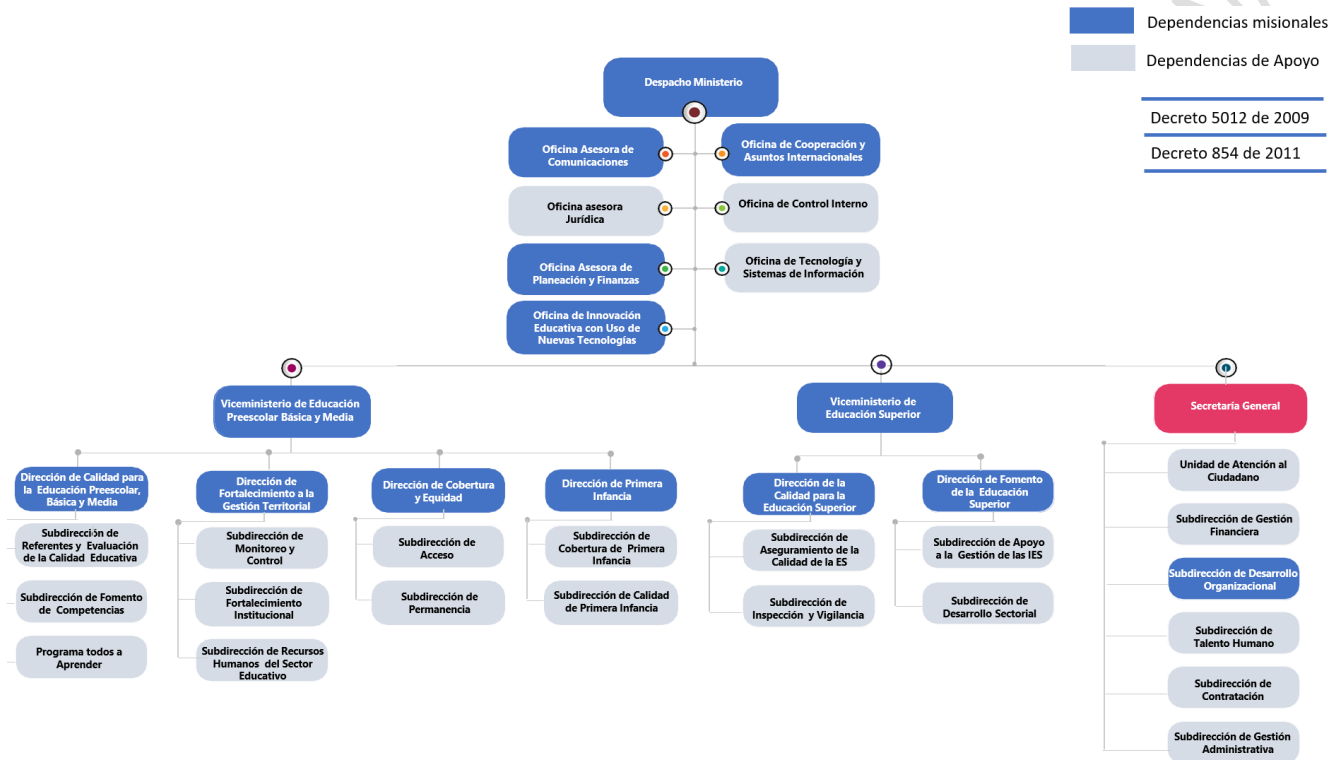 Dependencias misionales
Dependencias de Apoyo
Decreto 5012 de 2009
Decreto 854 de 2011
Despacho Ministerio
Oficina Asesora de
Comunicaciones
Oficina de Cooperación y
Asuntos Internacionales
Oficina asesora
Jurídica
Oficina de Control Interno
Oficina Asesora de
Planeación y Finanzas
Oficina de Tecnología y
Sistemas de Información
Oficina de Innovación
Educativa con Uso de
Nuevas Tecnologías
Viceministerio de Educación
Preescolar Básica y Media
Viceministerio de
Educación Superior
Secretaría General
Dirección de Calidad para
la Educación Preescolar,
Básica y Media
Subdirección de
Referentes y Evaluación
de la Calidad Educativa
Subdirección de Fomento
de Competencias
Programa todos a
Aprender
Dirección de
Fortalecimiento a la
Gestión Territorial
Subdirección de
Monitoreo y
Control
Subdirección de
Fortalecimiento
Institucional
Subdirección de Recursos
Humanos del Sector
Educativo
Dirección de Cobertura
y Equidad
Subdirección de
Acceso
Subdirección de
Permanencia
Dirección de Primera
Infancia
Subdirección de
Cobertura de Primera
Infancia
Subdirección de Calidad
de Primera Infancia
Dirección de la
Calidad para la
Educación Superior
Subdirección de
Aseguramiento de la
Calidad de la ES
Subdirección de
Inspección y Vigilancia
Dirección de Fomento
de la Educación
Superior
Subdirección de Apoyo
a la Gestión de las IES
Subdirección de
Desarrollo Sectorial
Unidad de Atención al
Ciudadano
Subdirección de Gestión
Financiera
Subdirección de Desarrollo
Organizacional
Subdirección de
Talento Humano
Subdirección de
Contratación
Subdirección de Gestión
Administrativa